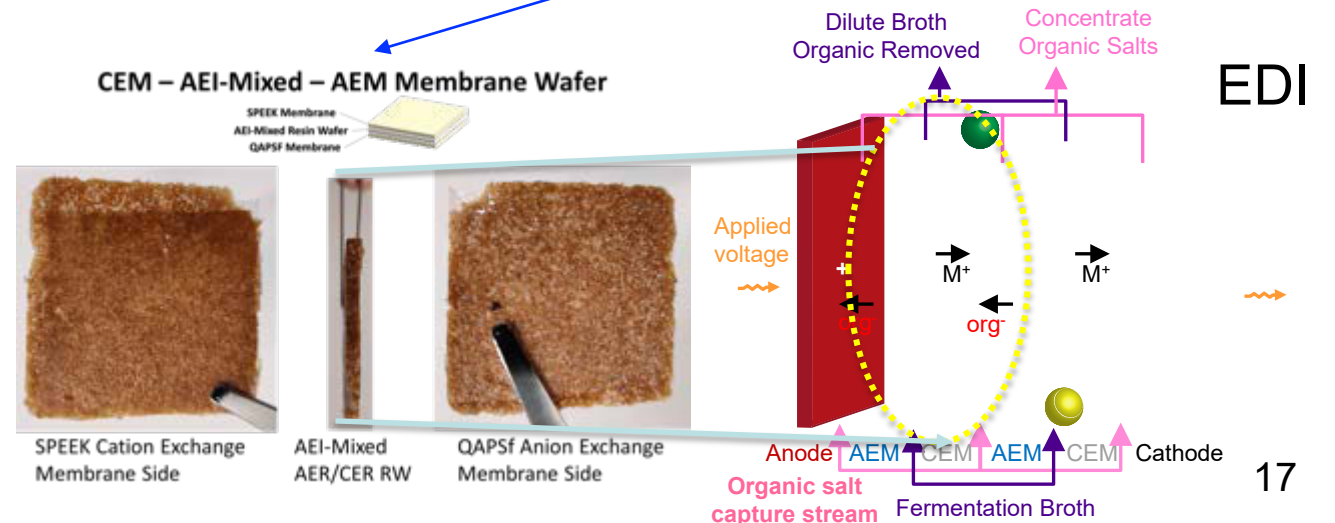 Dilute Broth
Organic Removed
Concentrate
Organic Salts
EDI
CEM – AEI-Mixed – AEM Membrane Wafer
SPEEK Membrane
AEI-Mixed Resin Wafer
QAPSF Membrane
Applied
voltage
+
M⁺
M⁺
org⁻
org⁻
SPEEK Cation Exchange
Membrane Side
AEI-Mixed
AER/CER RW
QAPSf Anion Exchange
Membrane Side
Anode AEM CEM AEM CEM Cathode
Organic salt
capture stream
Fermentation Broth
17